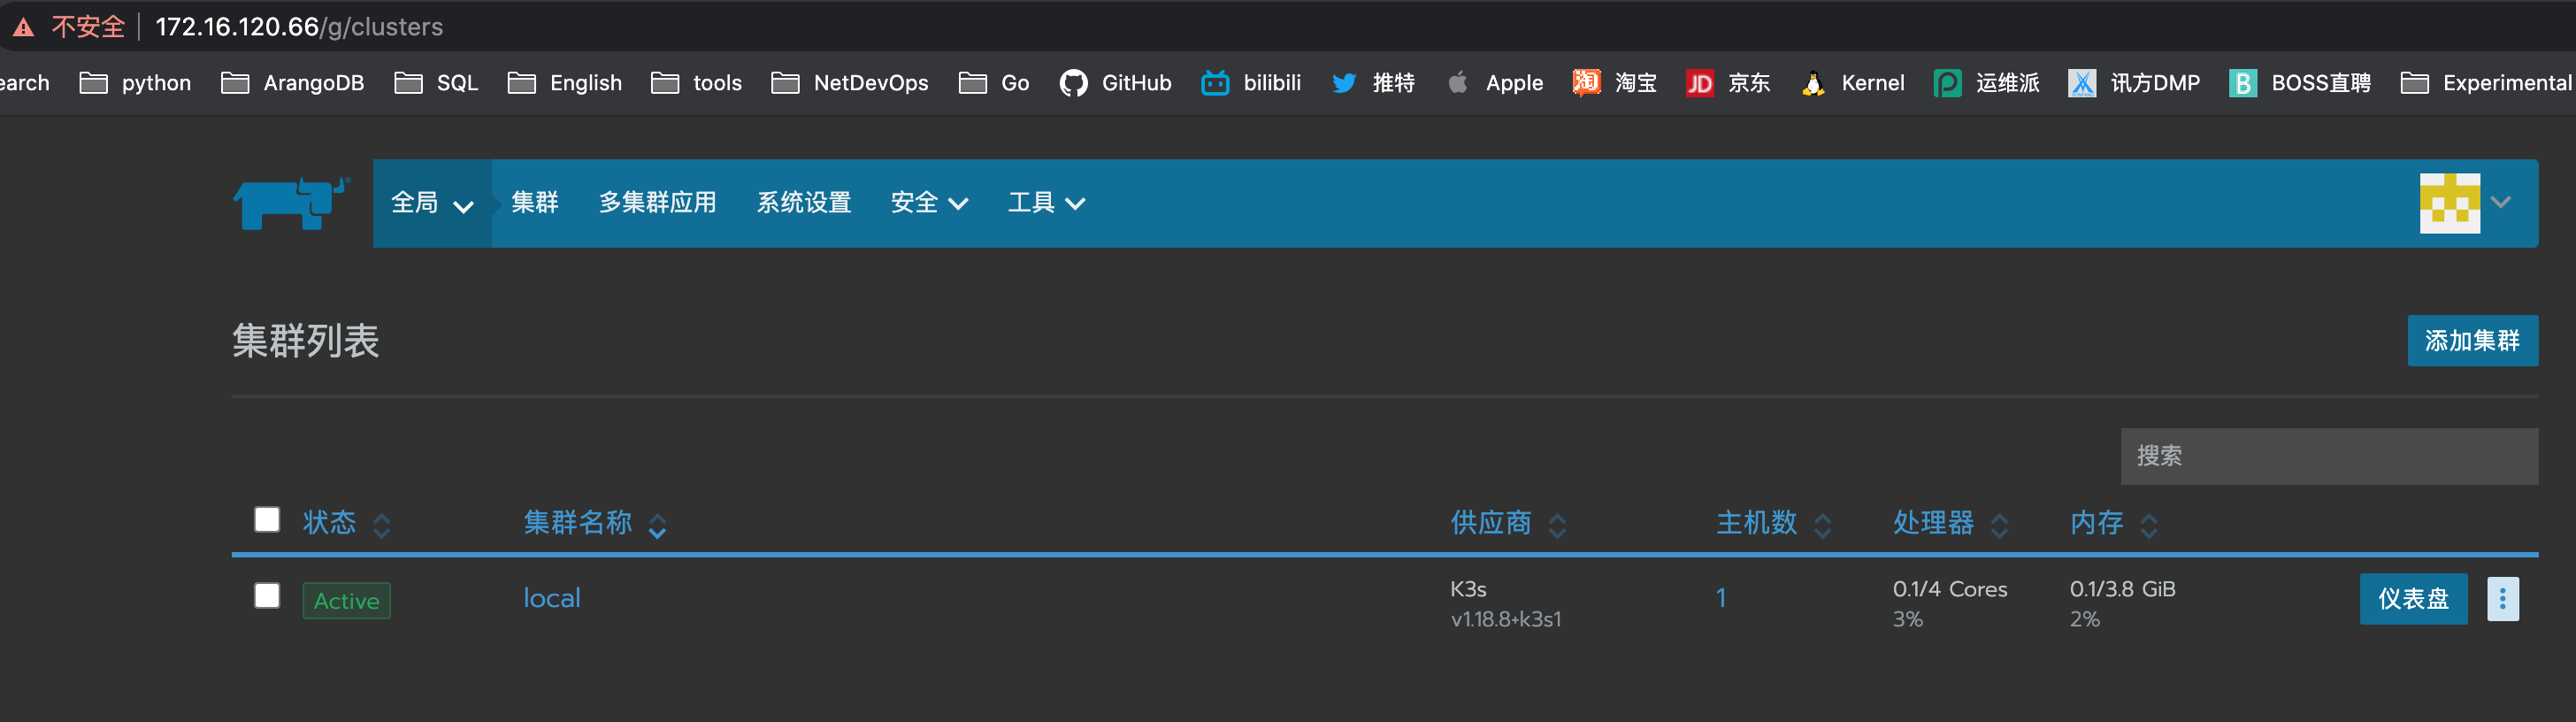 不安全 172.16.120.66/g/clusters
earch python ArangoDB SQL English tools NetDevOps Go GitHub bilibili 推特 Apple 淘宝 京东 Kernel 运维派 讯方DMP BOSS直聘 Experimental
全局 集群 多集群应用 系统设置 安全 工具
集群列表 添加集群
搜索
状态 集群名称 供应商 主机数 处理器 内存
Active local K3s 1 0.1/4 Cores 0.1/3.8 GiB 仪表盘
v1.18.8+k3s1 3% 2%